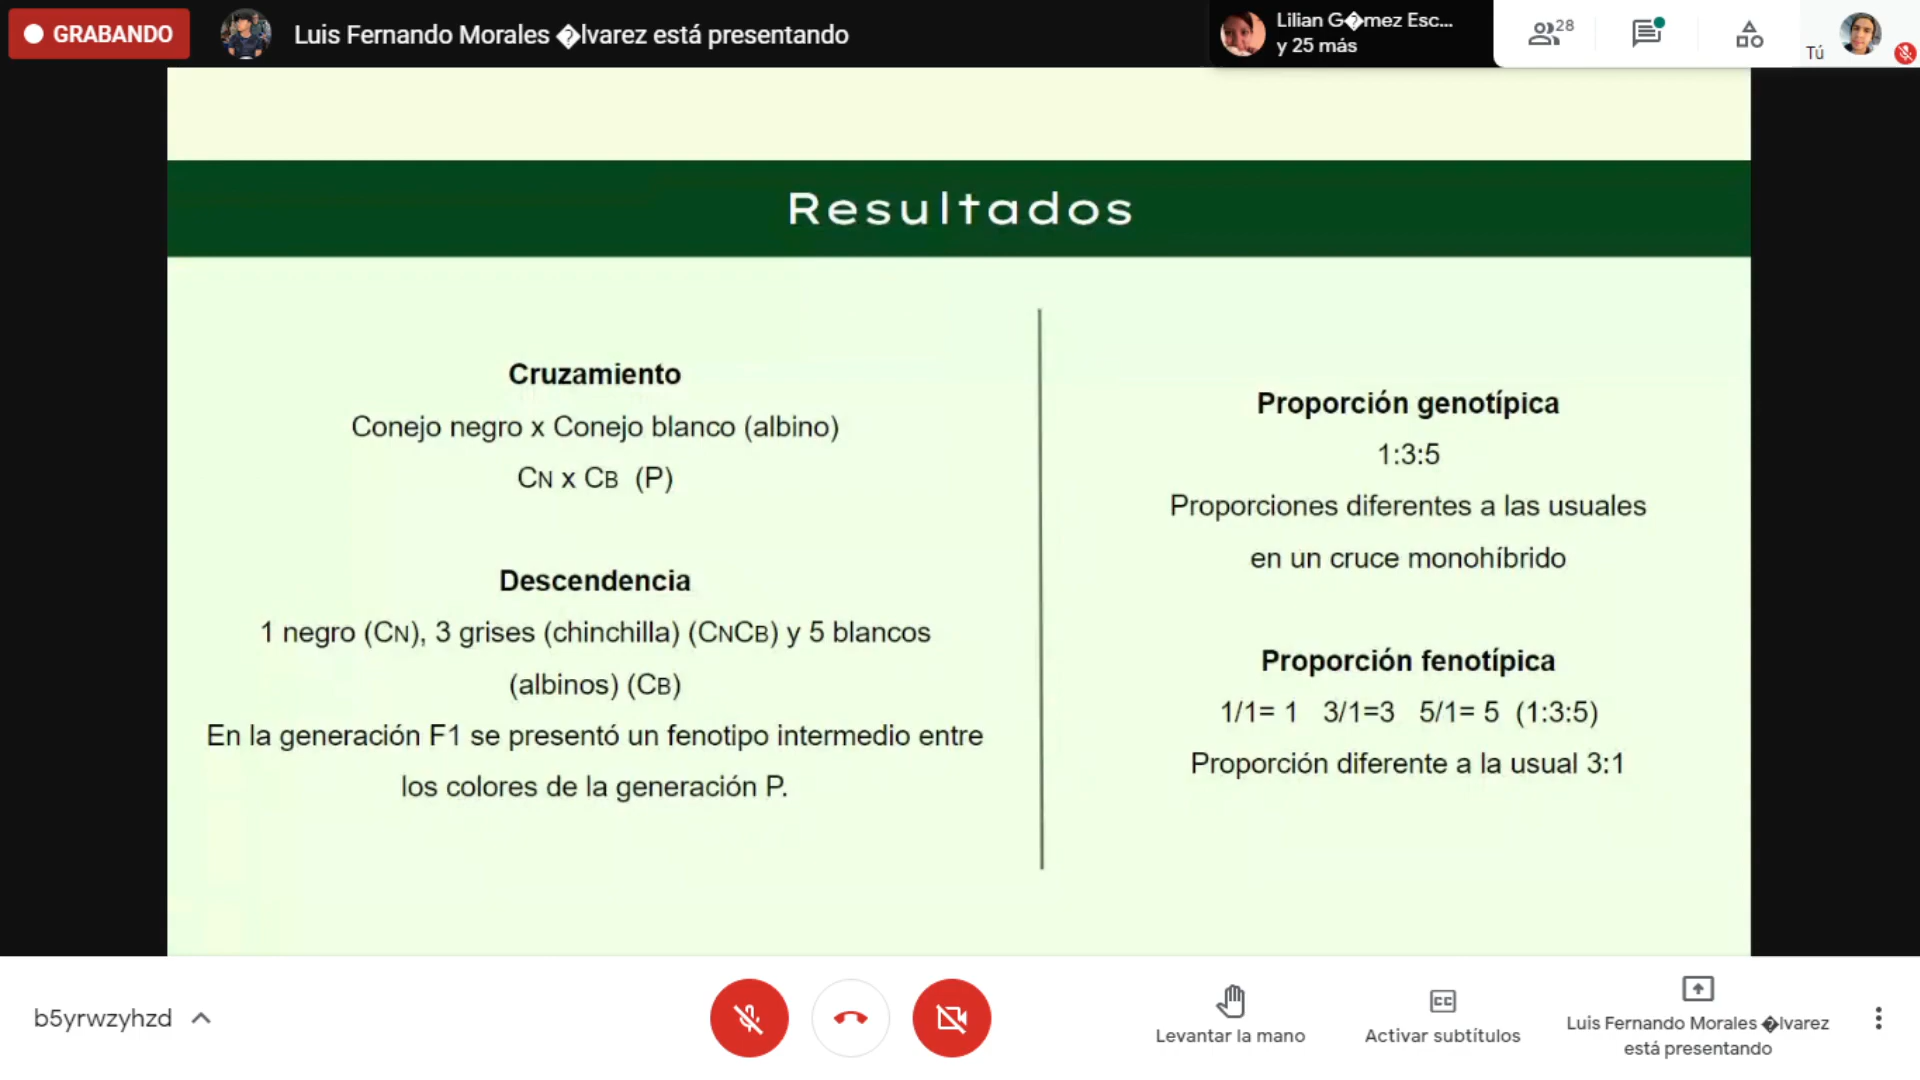 GRABANDO
Luis Fernando Morales �lvarez está presentando
Lilian G�mez Esc...
y 25 más
28
Tú
Resultados
Cruzamiento
Conejo negro x Conejo blanco (albino)
CN x CB (P)
Descendencia
1 negro (CN), 3 grises (chinchilla) (CNCB) y 5 blancos
(albinos) (CB)
En la generación F1 se presentó un fenotipo intermedio entre
los colores de la generación P.
Proporción genotípica
1:3:5
Proporciones diferentes a las usuales
en un cruce monohíbrido
Proporción fenotípica
1/1= 1 3/1=3 5/1= 5 (1:3:5)
Proporción diferente a la usual 3:1
b5yrwzyhzd
Levantar la mano
CC
Activar subtítulos
Luis Fernando Morales �lvarez
está presentando